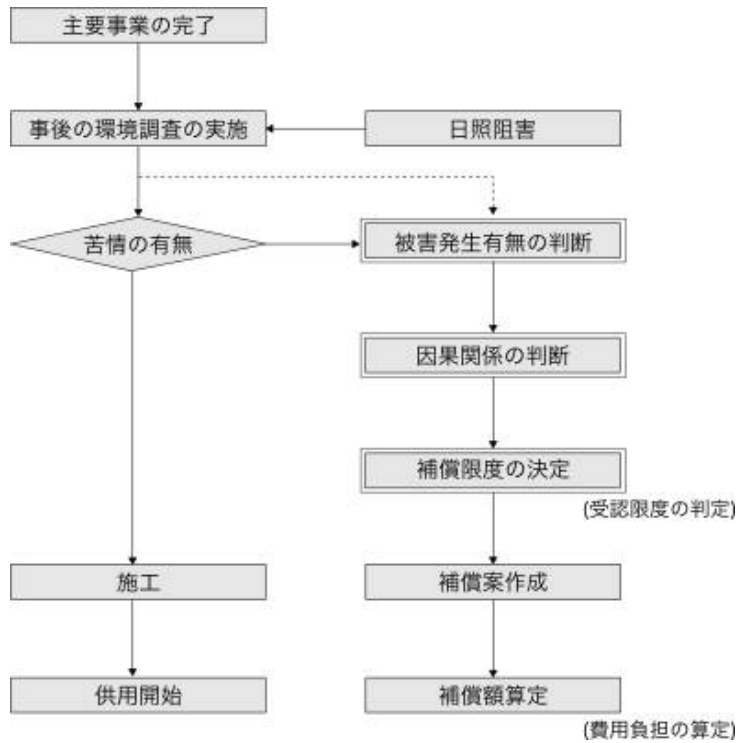 主要事業の完了
事後の環境調査の実施
日照阻害
苦情の有無
被害発生有無の判断
因果関係の判断
補償限度の決定
(受認限度の判定)
施工
補償案作成
供用開始
補償額算定
(費用負担の算定)